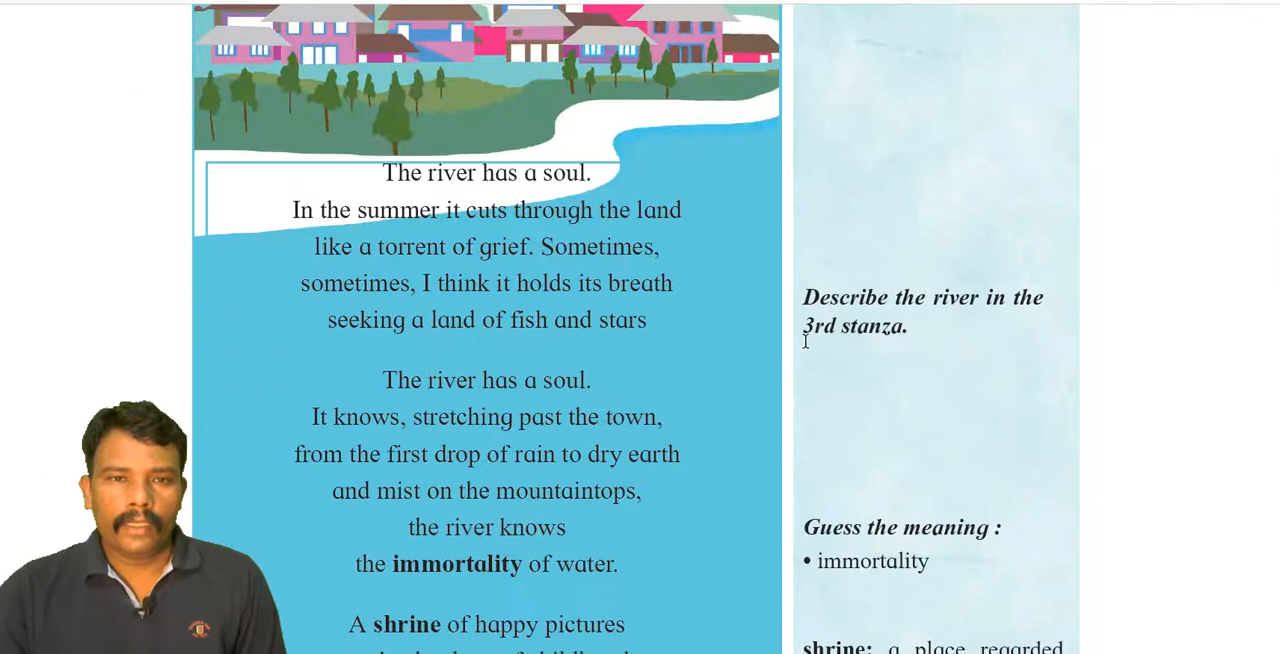 The river has a soul.
In the summer it cuts through the land
like a torrent of grief. Sometimes,
sometimes, I think it holds its breath
seeking a land of fish and stars
The river has a soul.
It knows, stretching past the town,
from the first drop of rain to dry earth
and mist on the mountaintops,
the river knows
the immortality of water.
A shrine of happy pictures
Describe the river in the
3rd stanza.
Guess the meaning :
• immortality
shrine: a place regarded